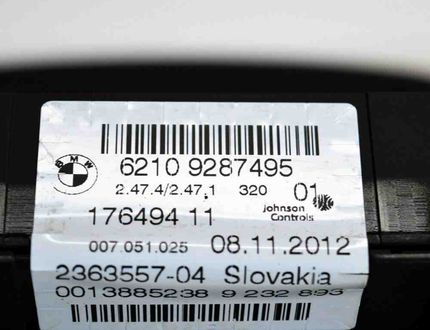 BMW
6210 9287495
2.47.4/2.47.1 320 01
Johnson
Controls
176494 11
007 051.025 08.11.2012
2363557-04 Slovakia
0013885238 9 232 893